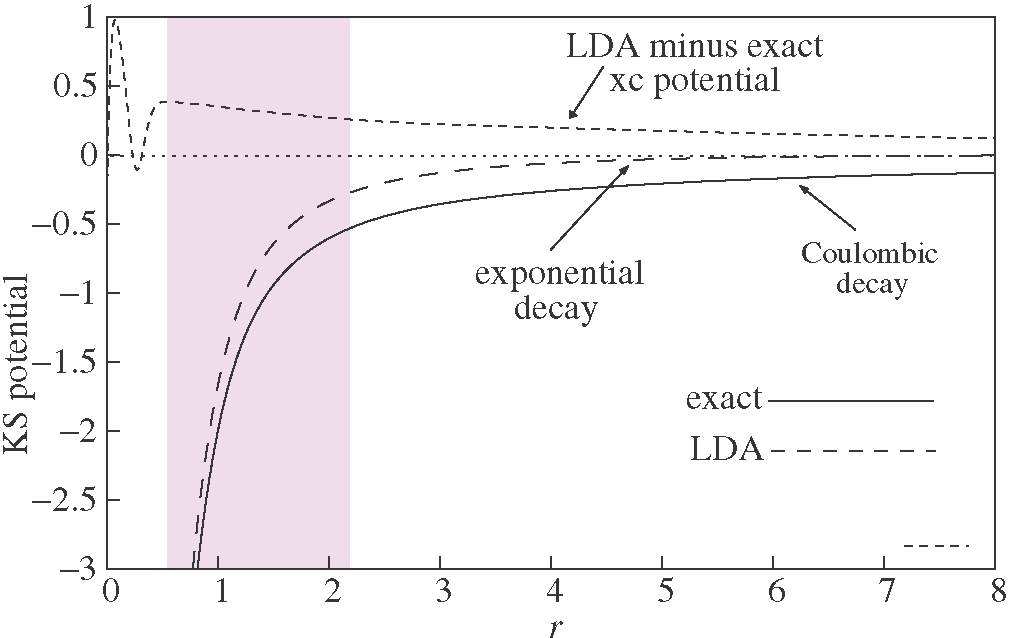 1
0.5
0
−0.5
−1
−1.5
−2
−2.5
−3
KS potential
LDA minus exact
xc potential
exponential
decay
Coulombic
decay
exact
LDA
0 1 2 3 4 5 6 7 8
r